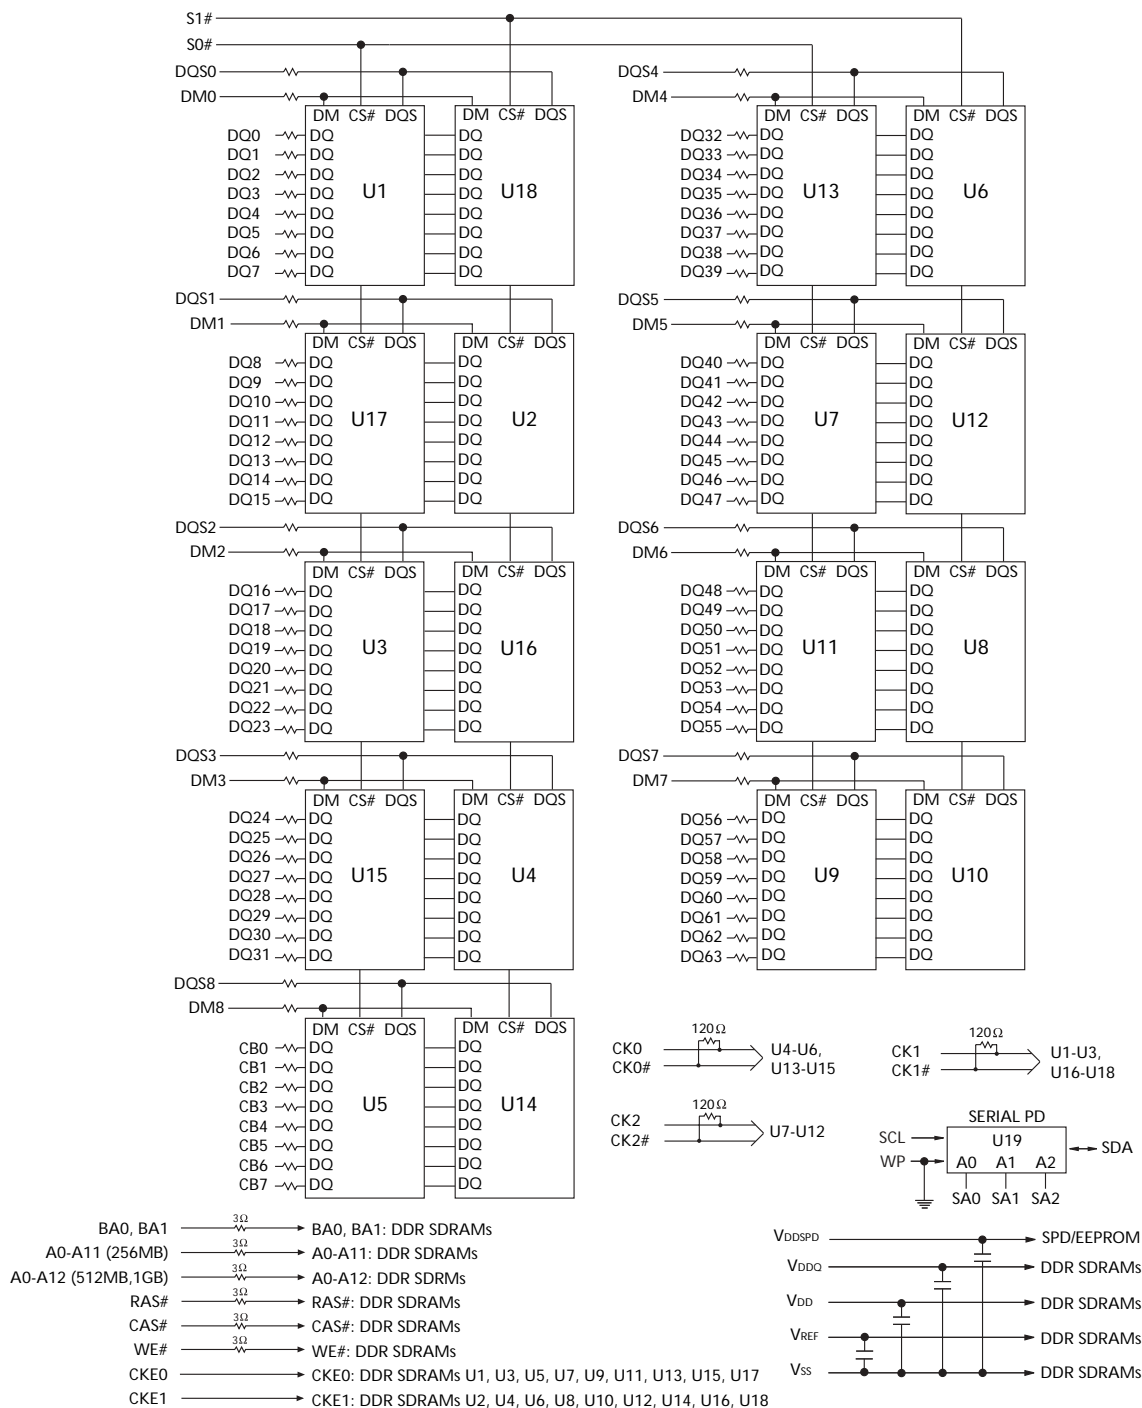 S1#
S0#
DQS0
DM0
DM CS# DQS
DM CS# DQS
DQ0 DQ DQ
DQ1 DQ DQ
DQ2 DQ DQ
DQ3 DQ DQ
DQ4 DQ DQ
DQ5 DQ DQ
DQ6 DQ DQ
DQ7 DQ DQ
U1
U18
DQS4
DM4
DM CS# DQS
DM CS# DQS
DQ32 DQ DQ
DQ33 DQ DQ
DQ34 DQ DQ
DQ35 DQ DQ
DQ36 DQ DQ
DQ37 DQ DQ
DQ38 DQ DQ
DQ39 DQ DQ
U13
U6
DQS1
DM1
DM CS# DQS
DM CS# DQS
DQ8 DQ DQ
DQ9 DQ DQ
DQ10 DQ DQ
DQ11 DQ DQ
DQ12 DQ DQ
DQ13 DQ DQ
DQ14 DQ DQ
DQ15 DQ DQ
U17
U2
DQS5
DM5
DM CS# DQS
DM CS# DQS
DQ40 DQ DQ
DQ41 DQ DQ
DQ42 DQ DQ
DQ43 DQ DQ
DQ44 DQ DQ
DQ45 DQ DQ
DQ46 DQ DQ
DQ47 DQ DQ
U7
U12
DQS2
DM2
DM CS# DQS
DM CS# DQS
DQ16 DQ DQ
DQ17 DQ DQ
DQ18 DQ DQ
DQ19 DQ DQ
DQ20 DQ DQ
DQ21 DQ DQ
DQ22 DQ DQ
DQ23 DQ DQ
U3
U16
DQS6
DM6
DM CS# DQS
DM CS# DQS
DQ48 DQ DQ
DQ49 DQ DQ
DQ50 DQ DQ
DQ51 DQ DQ
DQ52 DQ DQ
DQ53 DQ DQ
DQ54 DQ DQ
DQ55 DQ DQ
U11
U8
DQS3
DM3
DM CS# DQS
DM CS# DQS
DQ24 DQ DQ
DQ25 DQ DQ
DQ26 DQ DQ
DQ27 DQ DQ
DQ28 DQ DQ
DQ29 DQ DQ
DQ30 DQ DQ
DQ31 DQ DQ
U15
U4
DQS7
DM7
DM CS# DQS
DM CS# DQS
DQ56 DQ DQ
DQ57 DQ DQ
DQ58 DQ DQ
DQ59 DQ DQ
DQ60 DQ DQ
DQ61 DQ DQ
DQ62 DQ DQ
DQ63 DQ DQ
U9
U10
DQS8
DM8
DM CS# DQS
DM CS# DQS
CB0 DQ DQ
CB1 DQ DQ
CB2 DQ DQ
CB3 DQ DQ
CB4 DQ DQ
CB5 DQ DQ
CB6 DQ DQ
CB7 DQ DQ
U5
U14
120Ω
CK0
CK0#
U4-U6,
U13-U15
120Ω
CK1
CK1#
U1-U3,
U16-U18
120Ω
CK2
CK2#
U7-U12
SERIAL PD
U19
SCL
WP
A0 A1 A2
SDA
SA0 SA1 SA2
BA0, BA1 3Ω BA0, BA1: DDR SDRAMs
A0-A11 (256MB) 3Ω A0-A11: DDR SDRAMs
A0-A12 (512MB,1GB) 3Ω A0-A12: DDR SDRMs
RAS# 3Ω RAS#: DDR SDRAMs
CAS# 3Ω CAS#: DDR SDRAMs
WE# 3Ω WE#: DDR SDRAMs
CKE0 CKE0: DDR SDRAMs U1, U3, U5, U7, U9, U11, U13, U15, U17
CKE1 CKE1: DDR SDRAMs U2, U4, U6, U8, U10, U12, U14, U16, U18
VDDSPD SPD/EEPROM
VDDQ DDR SDRAMs
VDD DDR SDRAMs
VREF DDR SDRAMs
VSS DDR SDRAMs